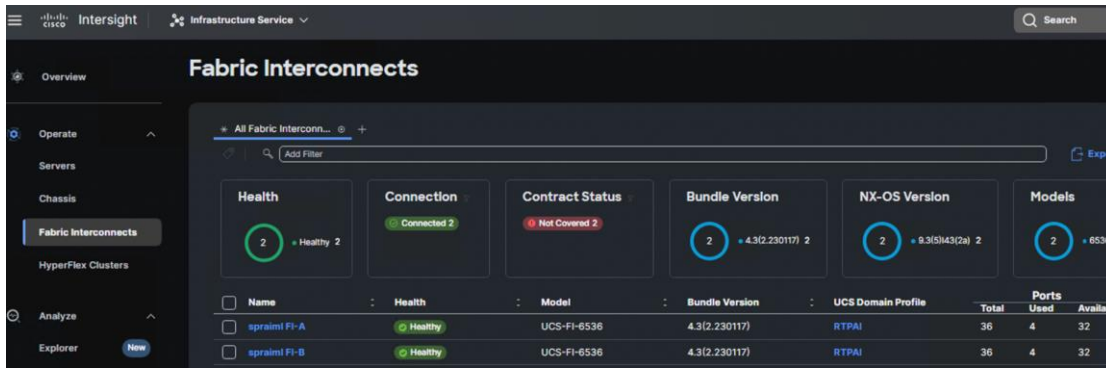 cisco Intersight Infrastructure Service Search
Fabric Interconnects
Overview
Operate
Servers
Chassis
Fabric Interconnects
HyperFlex Clusters
Analyze
Explorer New
All Fabric Interconn... +
Add Filter
Exp
Health
2 Healthy 2
Connection
Connected 2
Contract Status
Not Covered 2
Bundle Version
2 4.3(2.230117) 2
NX-OS Version
2 9.3(5)I43(2a) 2
Models
2 653
Name Health Model Bundle Version UCS Domain Profile Ports
Total Used Availa
spraiml FI-A Healthy UCS-FI-6536 4.3(2.230117) RTPAI 36 4 32
spraiml FI-B Healthy UCS-FI-6536 4.3(2.230117) RTPAI 36 4 32